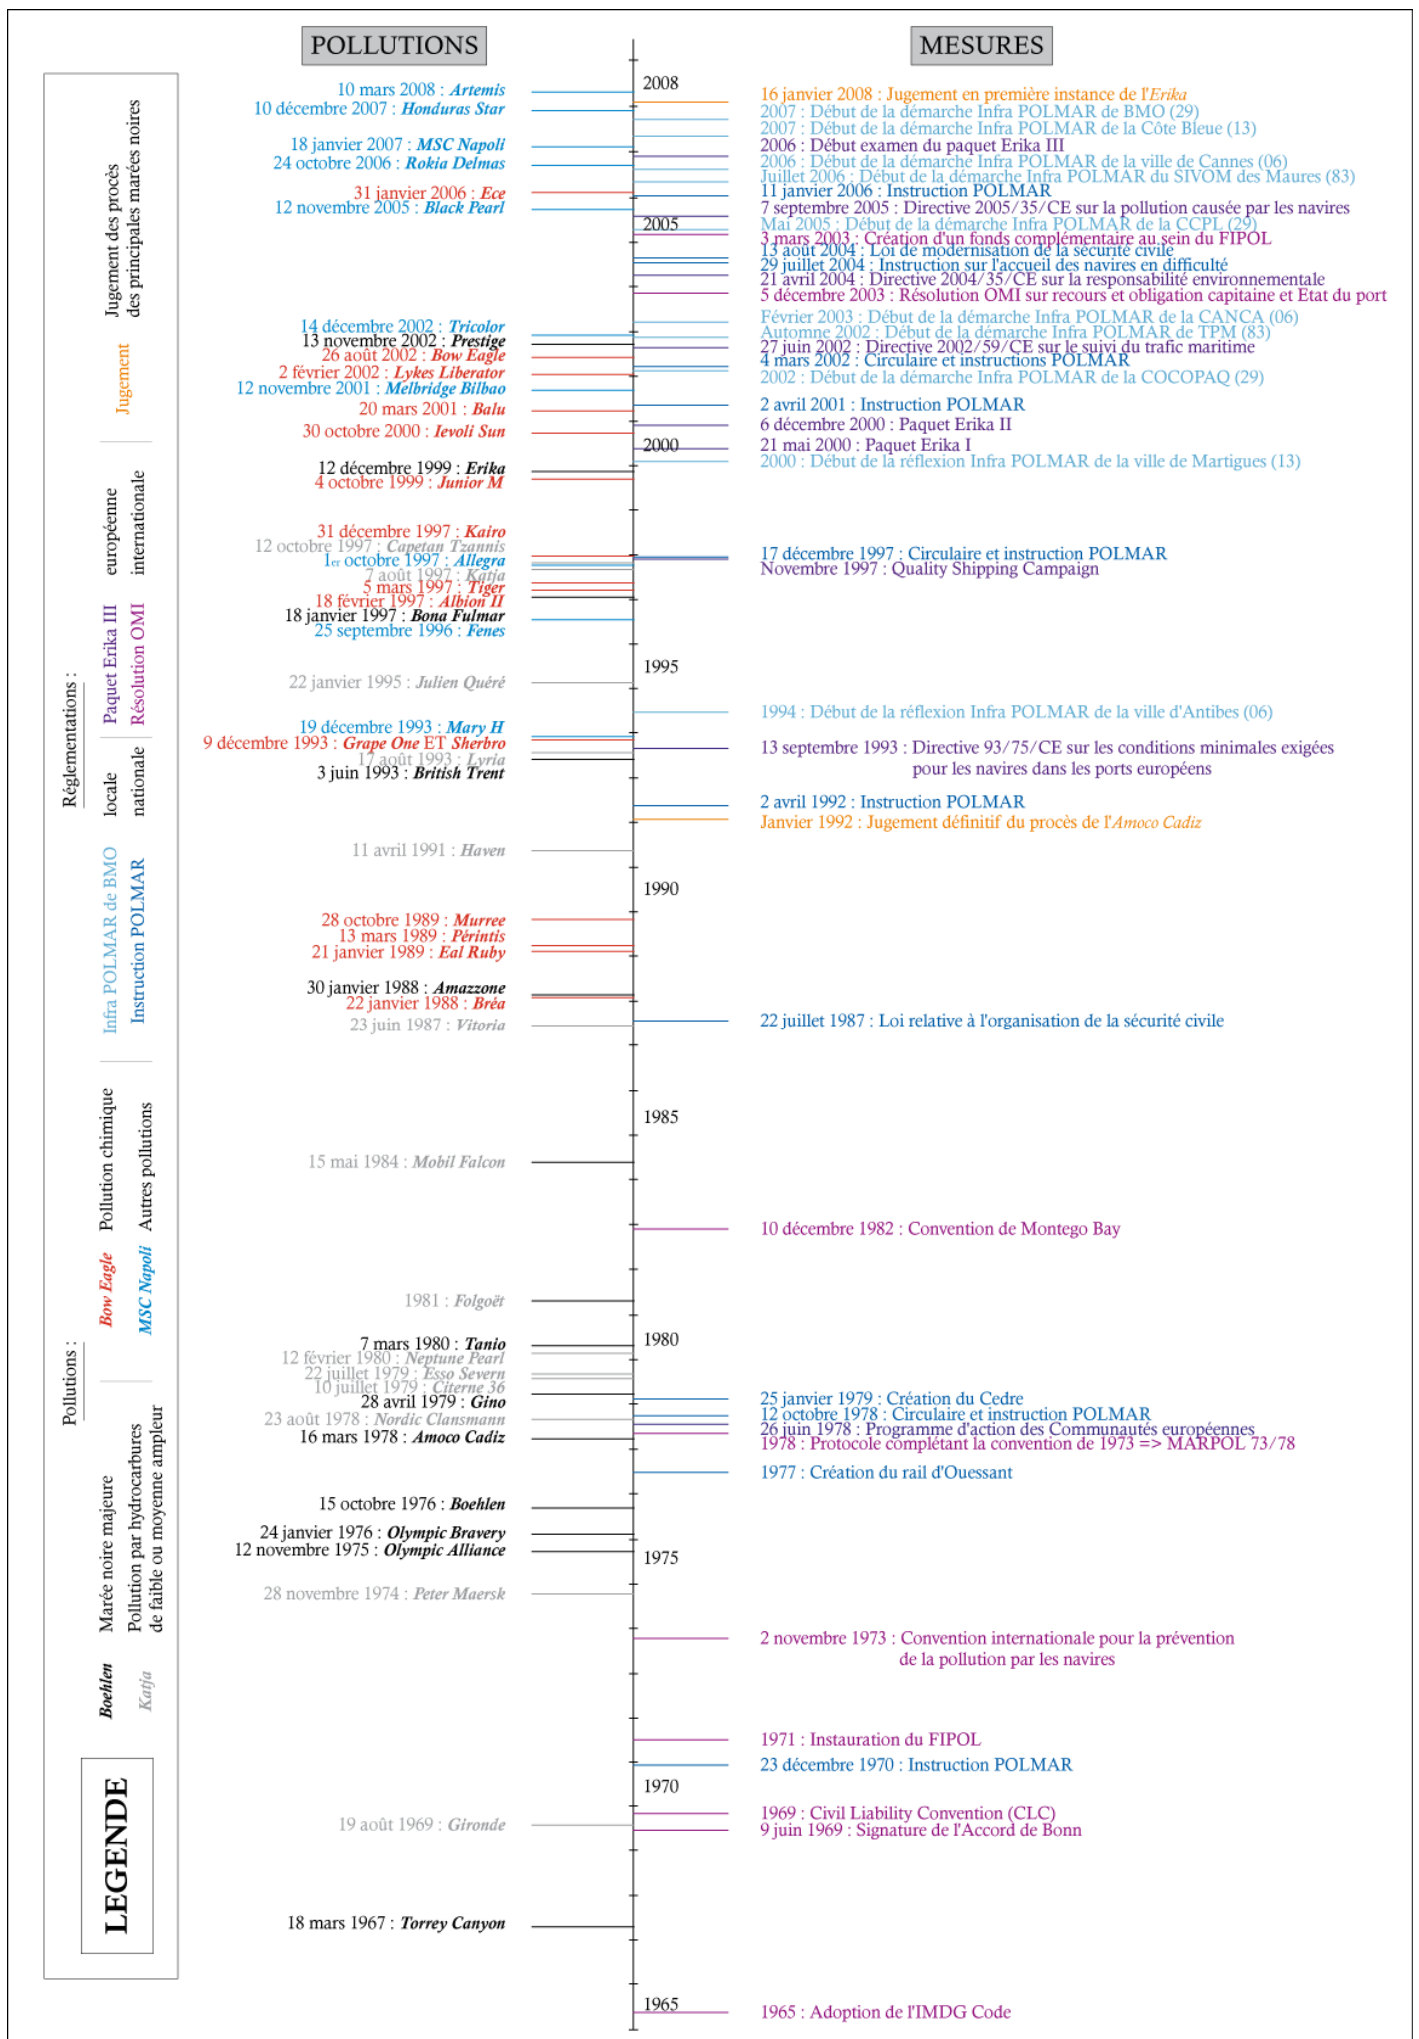 POLLUTIONS
10 mars 2008 : Artemis
10 décembre 2007 : Honduras Star
18 janvier 2007 : MSC Napoli
24 octobre 2006 : Rokia Delmas
31 janvier 2006 : Ece
12 novembre 2005 : Black Pearl
14 décembre 2002 : Tricolor
13 novembre 2002 : Prestige
26 août 2002 : Bow Eagle
2 février 2002 : Lykes Liberator
12 novembre 2001 : Melbridge Bilbao
20 mars 2001 : Balu
30 octobre 2000 : Ievoli Sun
12 décembre 1999 : Erika
4 octobre 1999 : Junior M
31 décembre 1997 : Kairo
12 octobre 1997 : Capetan Tzannis
1er octobre 1997 : Allegra
7 août 1997 : Katja
5 mars 1997 : Tiger
18 février 1997 : Albion II
18 janvier 1997 : Bona Fulmar
25 septembre 1996 : Fenes
22 janvier 1995 : Julien Quéré
19 décembre 1993 : Mary H
9 décembre 1993 : Grape One ET Sherbro
17 août 1993 : Lyria
3 juin 1993 : British Trent
11 avril 1991 : Haven
28 octobre 1989 : Murree
13 mars 1989 : Périntis
21 janvier 1989 : Eal Ruby
30 janvier 1988 : Amazzone
22 janvier 1988 : Bréa
23 juin 1987 : Vitoria
15 mai 1984 : Mobil Falcon
1981 : Folgoët
7 mars 1980 : Tanio
12 février 1980 : Neptune Pearl
22 juillet 1979 : Esso Severn
10 juillet 1979 : Citerne 36
28 avril 1979 : Gino
23 août 1978 : Nordic Clansmann
16 mars 1978 : Amoco Cadiz
15 octobre 1976 : Boehlen
24 janvier 1976 : Olympic Bravery
12 novembre 1975 : Olympic Alliance
28 novembre 1974 : Peter Maersk
19 août 1969 : Gironde
18 mars 1967 : Torrey Canyon
2008
2005
2000
1995
1990
1985
1980
1975
1970
1965
MESURES
16 janvier 2008 : Jugement en première instance de l'Erika
2007 : Début de la démarche Infra POLMAR de BMO (29)
2007 : Début de la démarche Infra POLMAR de la Côte Bleue (13)
2006 : Début examen du paquet Erika III
2006 : Début de la démarche Infra POLMAR de la ville de Cannes (06)
Juillet 2006 : Début de la démarche Infra POLMAR du SIVOM des Maures (83)
11 janvier 2006 : Instruction POLMAR
7 septembre 2005 : Directive 2005/35/CE sur la pollution causée par les navires
Mai 2005 : Début de la démarche Infra POLMAR de la CCPL (29)
3 mars 2003 : Création d'un fonds complémentaire au sein du FIPOL
13 août 2004 : Loi de modernisation de la sécurité civile
29 juillet 2004 : Instruction sur l'accueil des navires en difficulté
21 avril 2004 : Directive 2004/35/CE sur la responsabilité environnementale
5 décembre 2003 : Résolution OMI sur recours et obligation capitaine et Etat du port
Février 2003 : Début de la démarche Infra POLMAR de la CANCA (06)
Automne 2002 : Début de la démarche Infra POLMAR de TPM (83)
27 juin 2002 : Directive 2002/59/CE sur le suivi du trafic maritime
4 mars 2002 : Circulaire et instructions POLMAR
2002 : Début de la démarche Infra POLMAR de la COCOPAQ (29)
2 avril 2001 : Instruction POLMAR
6 décembre 2000 : Paquet Erika II
21 mai 2000 : Paquet Erika I
2000 : Début de la réflexion Infra POLMAR de la ville de Martigues (13)
17 décembre 1997 : Circulaire et instruction POLMAR
Novembre 1997 : Quality Shipping Campaign
1994 : Début de la réflexion Infra POLMAR de la ville d'Antibes (06)
13 septembre 1993 : Directive 93/75/CE sur les conditions minimales exigées
pour les navires dans les ports européens
2 avril 1992 : Instruction POLMAR
Janvier 1992 : Jugement définitif du procès de l'Amoco Cadiz
22 juillet 1987 : Loi relative à l'organisation de la sécurité civile
10 décembre 1982 : Convention de Montego Bay
25 janvier 1979 : Création du Cedre
12 octobre 1978 : Circulaire et instruction POLMAR
26 juin 1978 : Programme d'action des Communautés européennes
1978 : Protocole complétant la convention de 1973 => MARPOL 73/78
1977 : Création du rail d'Ouessant
2 novembre 1973 : Convention internationale pour la prévention
de la pollution par les navires
1971 : Instauration du FIPOL
23 décembre 1970 : Instruction POLMAR
1969 : Civil Liability Convention (CLC)
9 juin 1969 : Signature de l'Accord de Bonn
1965 : Adoption de l'IMDG Code
LEGENDE
Pollutions :
Boehlen Marée noire majeure
Katja Pollution par hydrocarbures
de faible ou moyenne ampleur
Bow Eagle Pollution chimique
MSC Napoli Autres pollutions
Réglementations :
Infra POLMAR de BMO locale
Instruction POLMAR nationale
Paquet Erika III européenne
Résolution OMI internationale
Jugement Jugement des procès
des principales marées noires